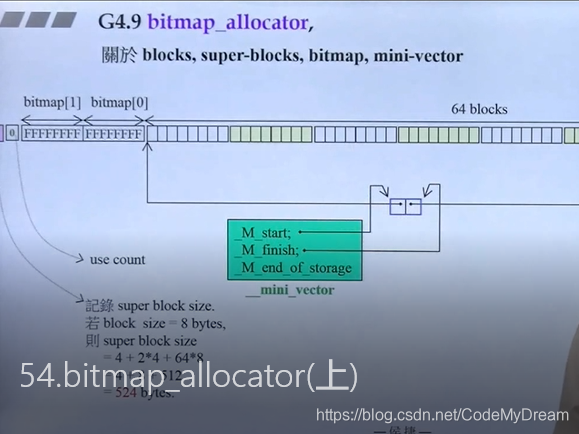 G4.9 bitmap_allocator,
關於 blocks, super-blocks, bitmap, mini-vector
bitmap[1] bitmap[0]
64 blocks
0 FFFFFFFF FFFFFFFF
_M_start;
_M_finish;
_M_end_of_storage
__mini_vector
use count
記錄 super block size.
若 block size = 8 bytes,
則 super block size
= 4 + 2*4 + 64*8
512
= 524 bytes.
54.bitmap_allocator(上)
https://blog.csdn.net/CodeMyDream
— 侯捷 —